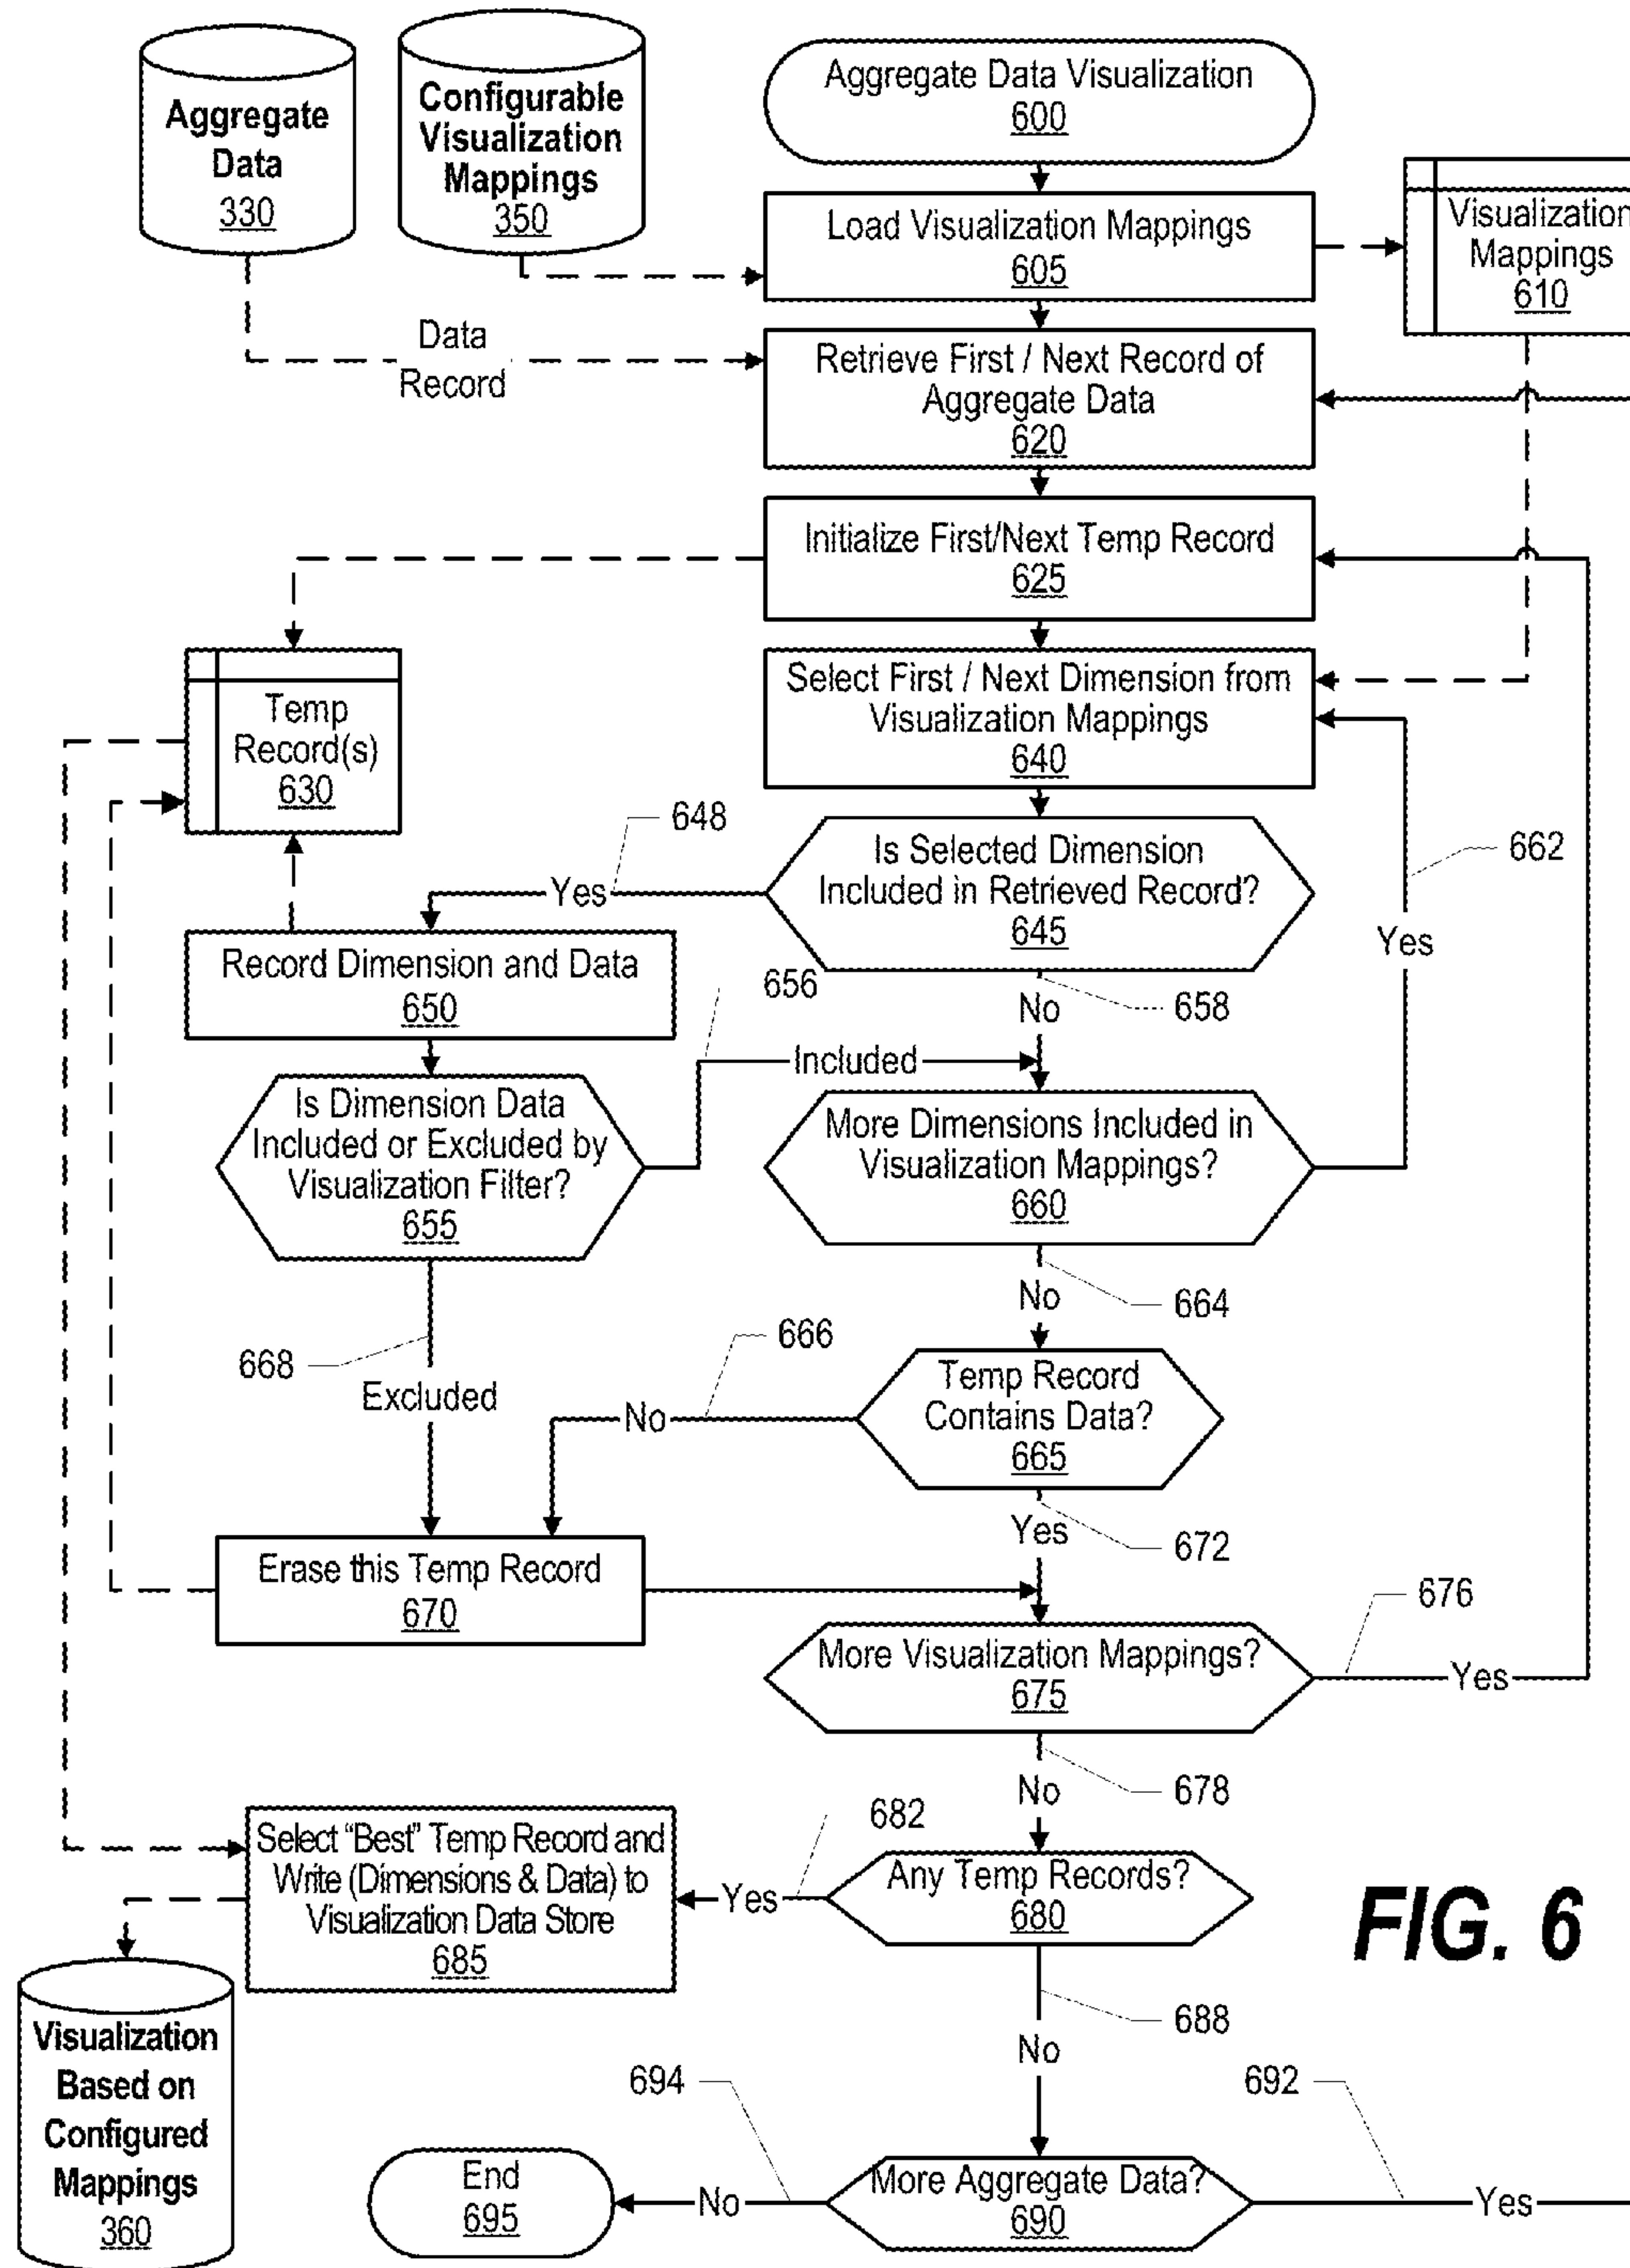 Aggregate
Data
330
Configurable
Visualization
Mappings
350
Aggregate Data Visualization
600
Load Visualization Mappings
605
Visualization
Mappings
610
Data
Record
Retrieve First / Next Record of
Aggregate Data
620
Initialize First/Next Temp Record
625
Temp
Record(s)
630
Select First / Next Dimension from
Visualization Mappings
640
648
Yes
Is Selected Dimension
Included in Retrieved Record?
645
662
Yes
Record Dimension and Data
650
656
No
658
Included
Is Dimension Data
Included or Excluded by
Visualization Filter?
655
More Dimensions Included in
Visualization Mappings?
660
No
664
668
Excluded
666
No
Temp Record
Contains Data?
665
Yes
672
Erase this Temp Record
670
676
More Visualization Mappings?
675
Yes
No
678
682
Select “Best” Temp Record and
Write (Dimensions & Data) to
Visualization Data Store
685
Yes
Any Temp Records?
680
FIG. 6
688
No
Visualization
Based on
Configured
Mappings
360
694
692
End
695
No
More Aggregate Data?
690
Yes